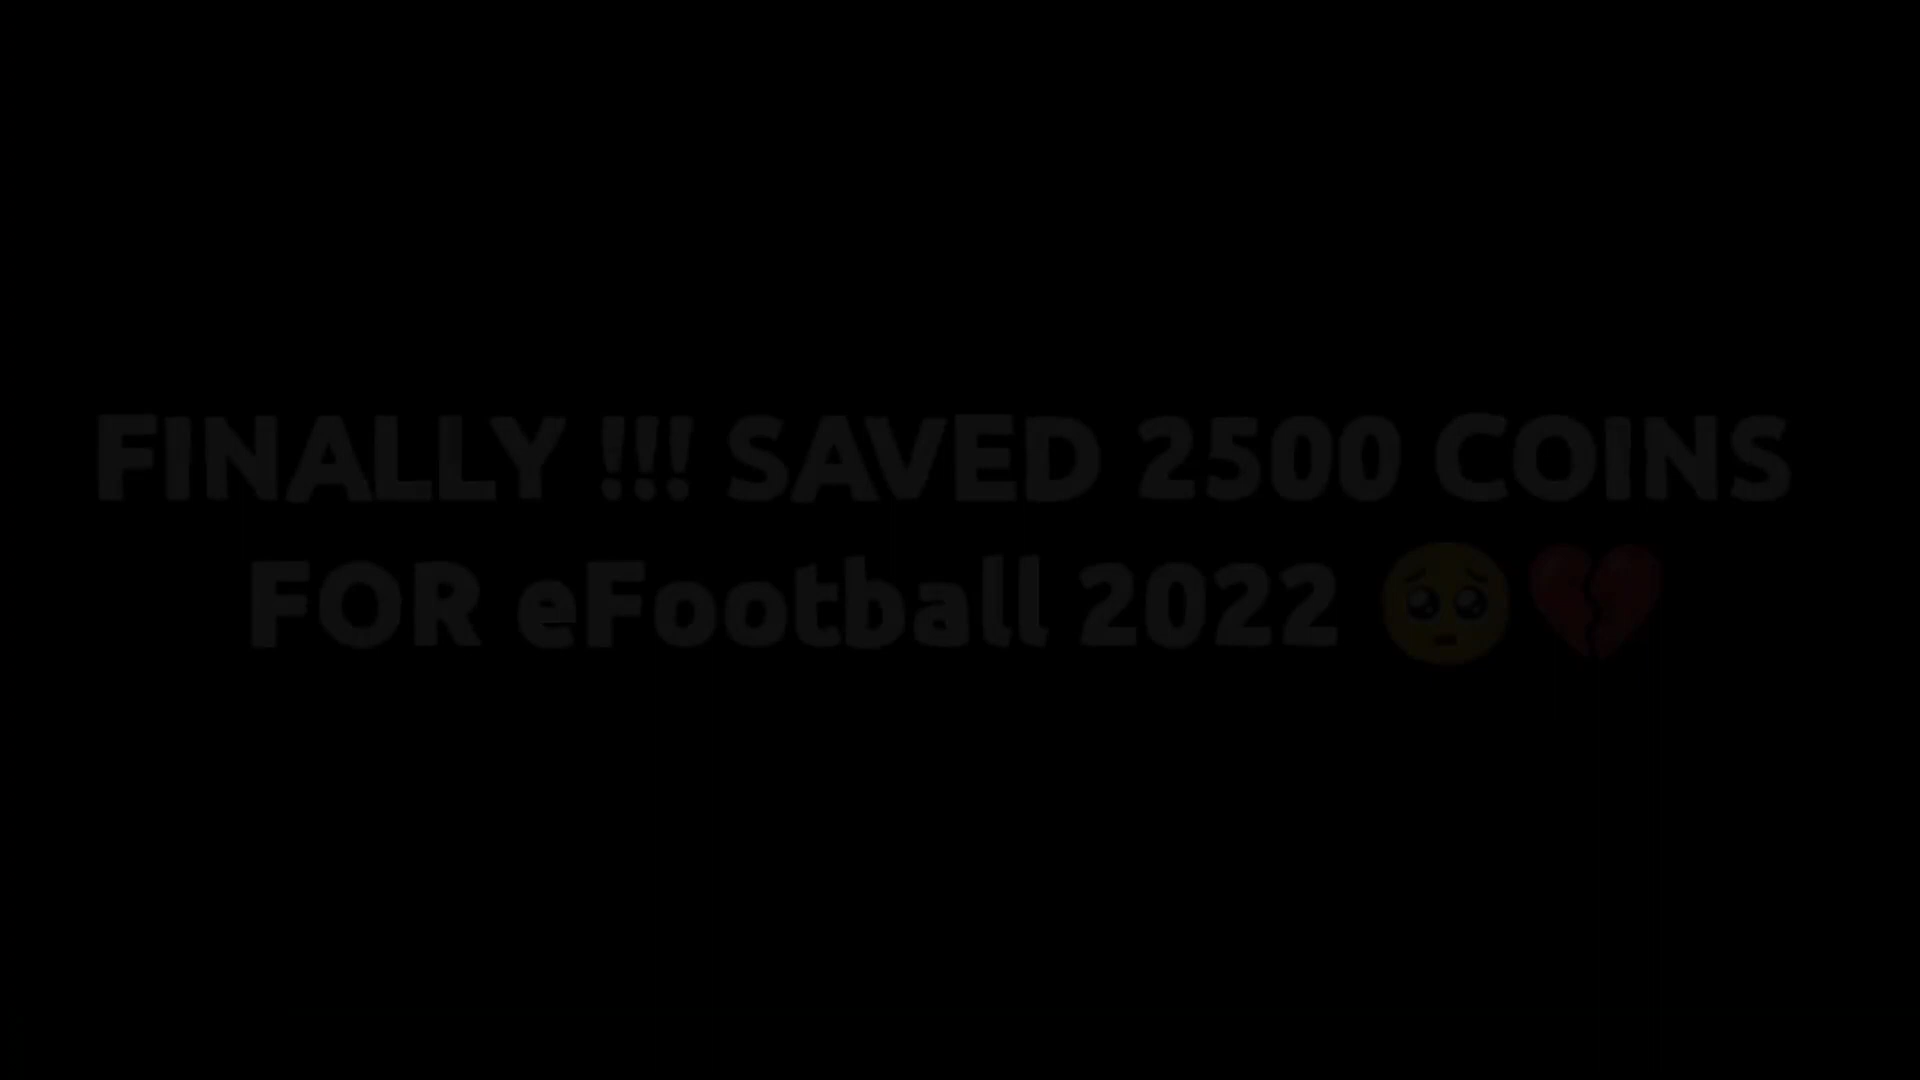 FINALLY !!! SAVED 2500 COINS
FOR eFootball 2022 🥺💔